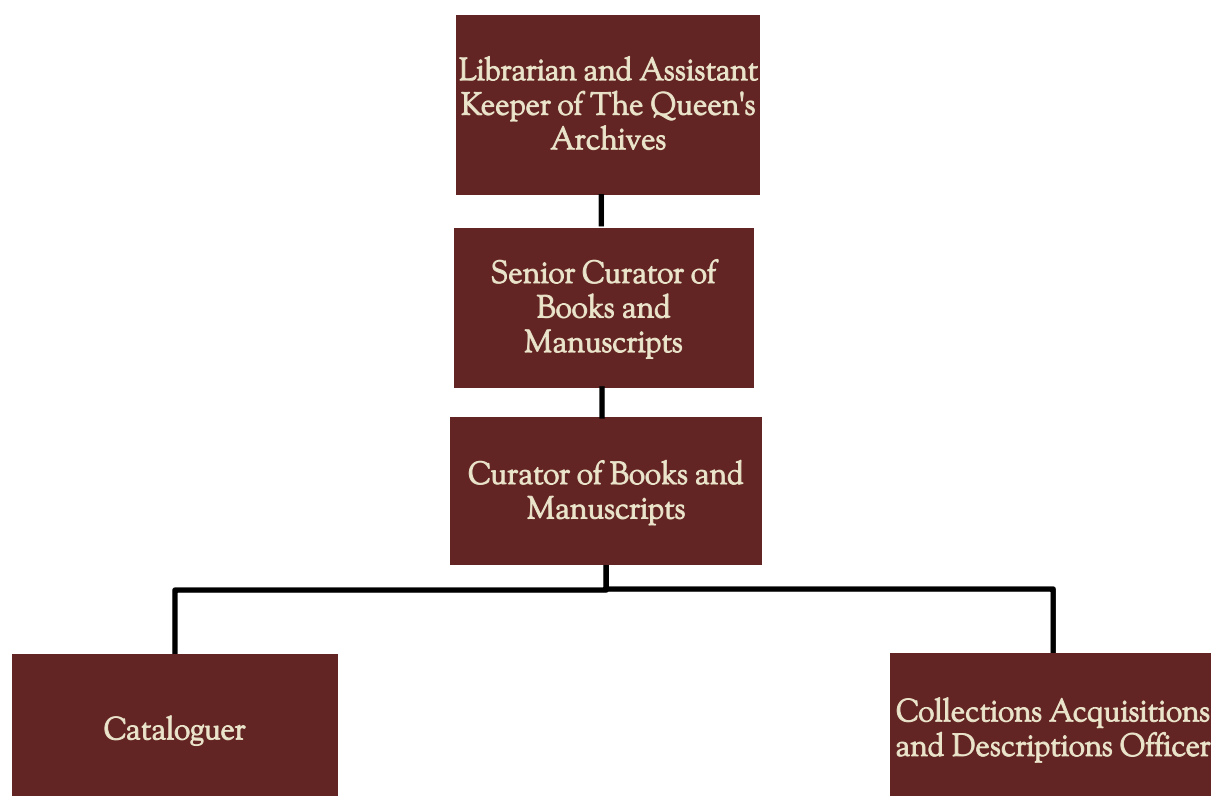 Librarian and Assistant
Keeper of The Queen's
Archives
Senior Curator of
Books and
Manuscripts
Curator of Books and
Manuscripts
Cataloguer
Collections Acquisitions
and Descriptions Officer